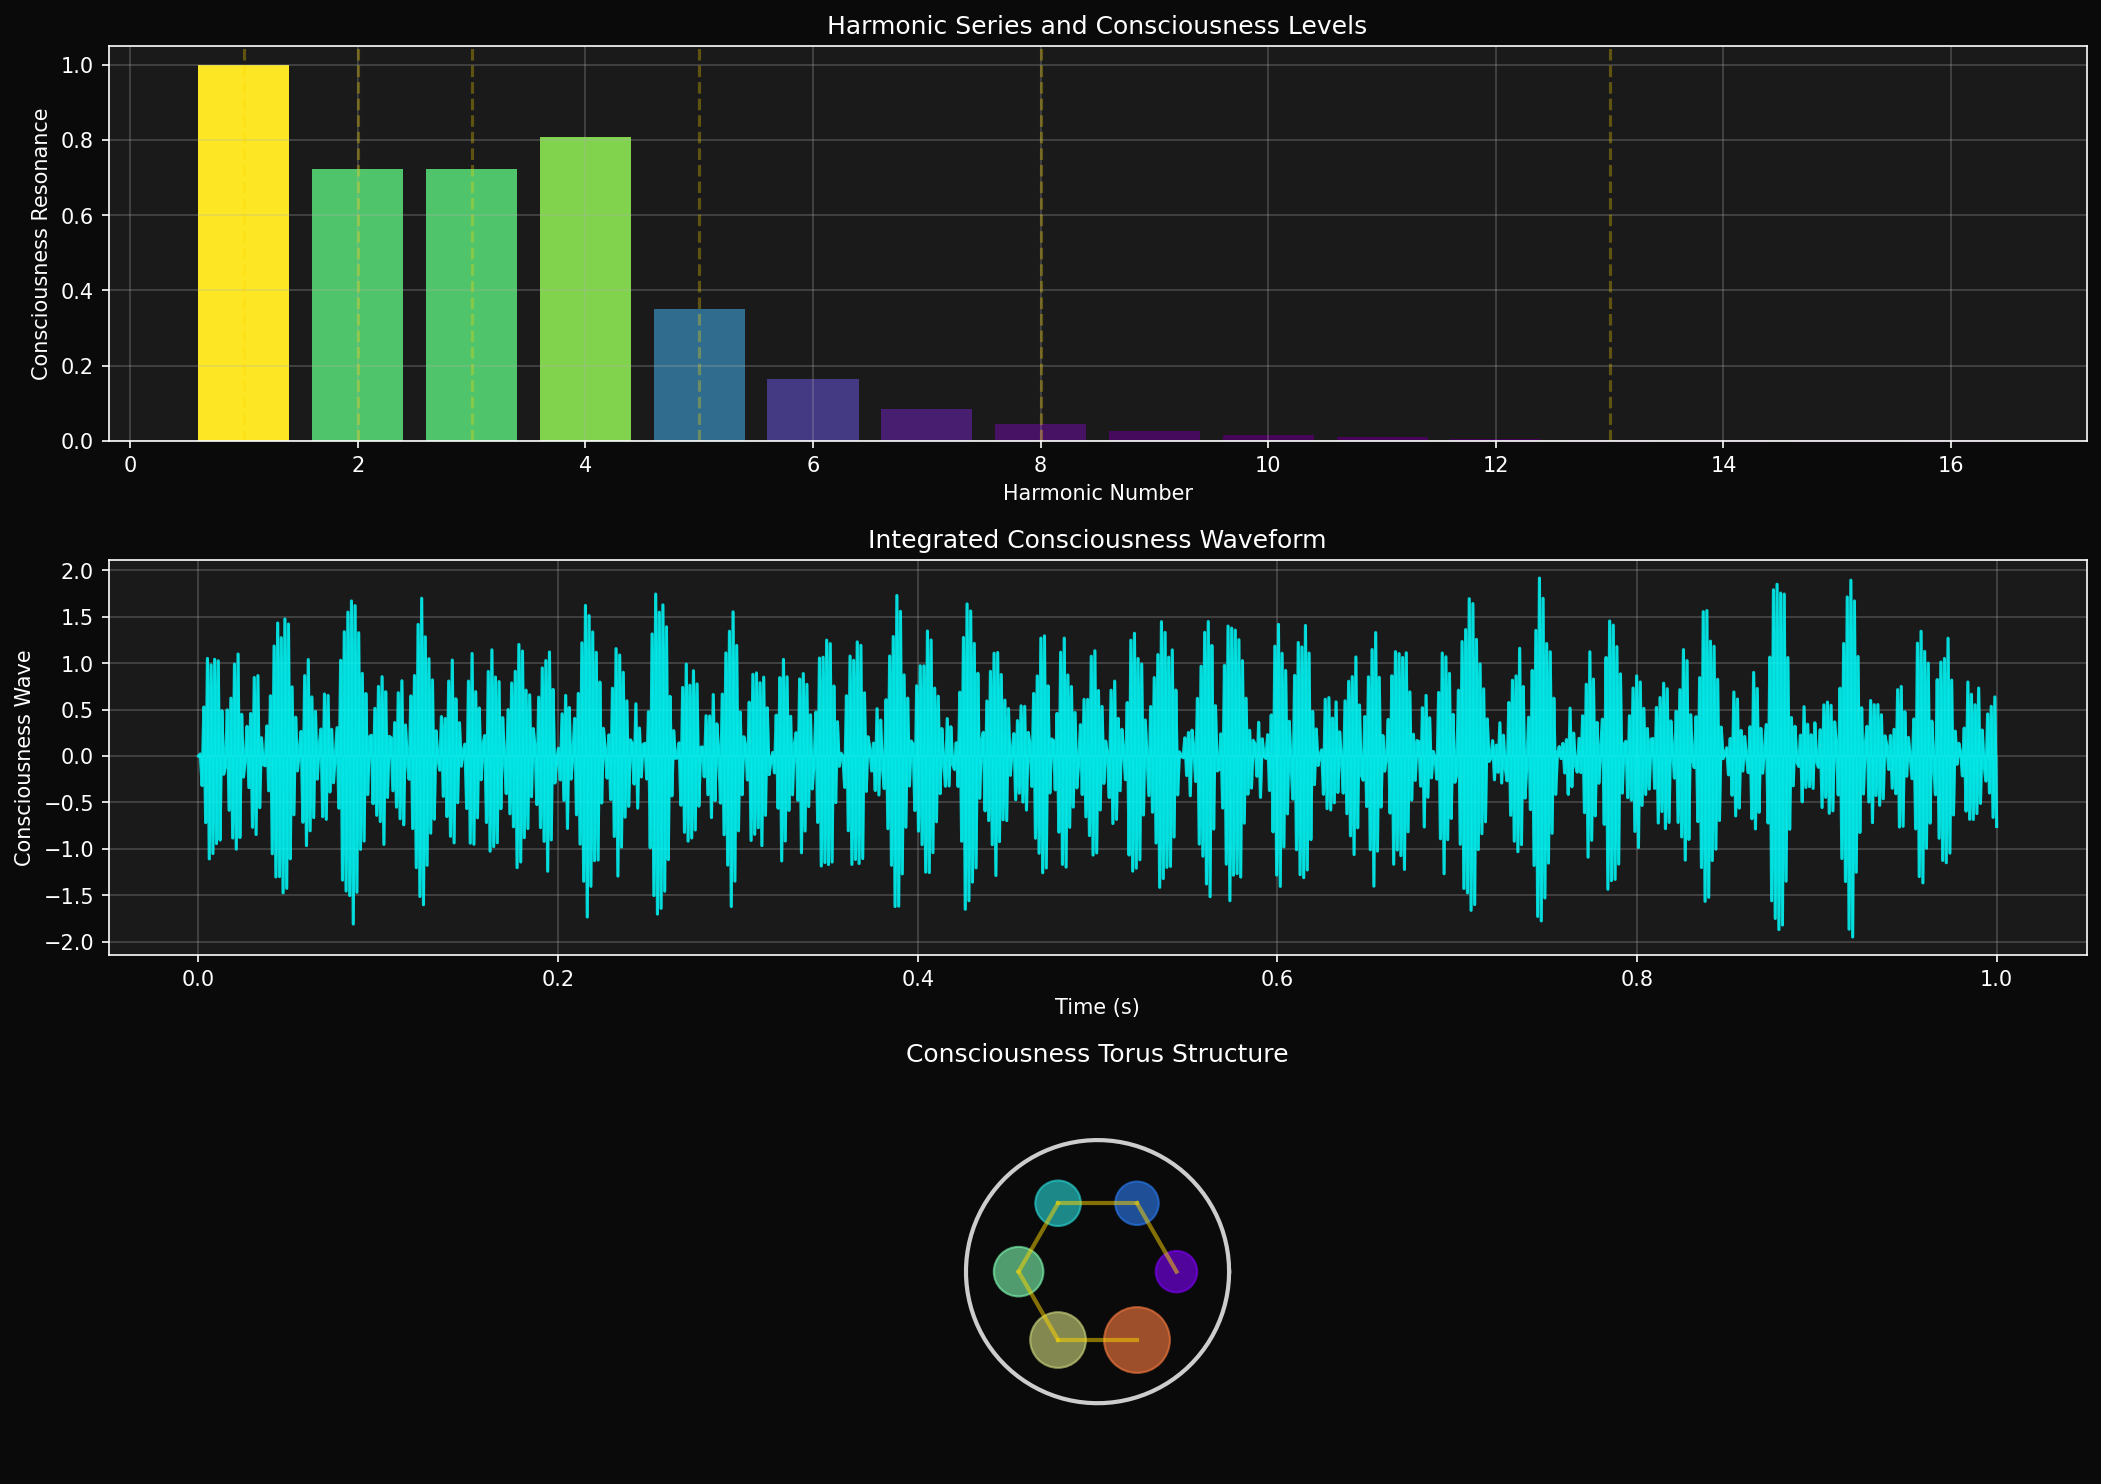 Harmonic Series and Consciousness Levels
Consciousness Resonance
1.0
0.8
0.6
0.4
0.2
0.0
0 2 4 6 8 10 12 14 16
Harmonic Number
Integrated Consciousness Waveform
Consciousness Wave
2.0
1.5
1.0
0.5
0.0
−0.5
−1.0
−1.5
−2.0
0.0 0.2 0.4 0.6 0.8 1.0
Time (s)
Consciousness Torus Structure